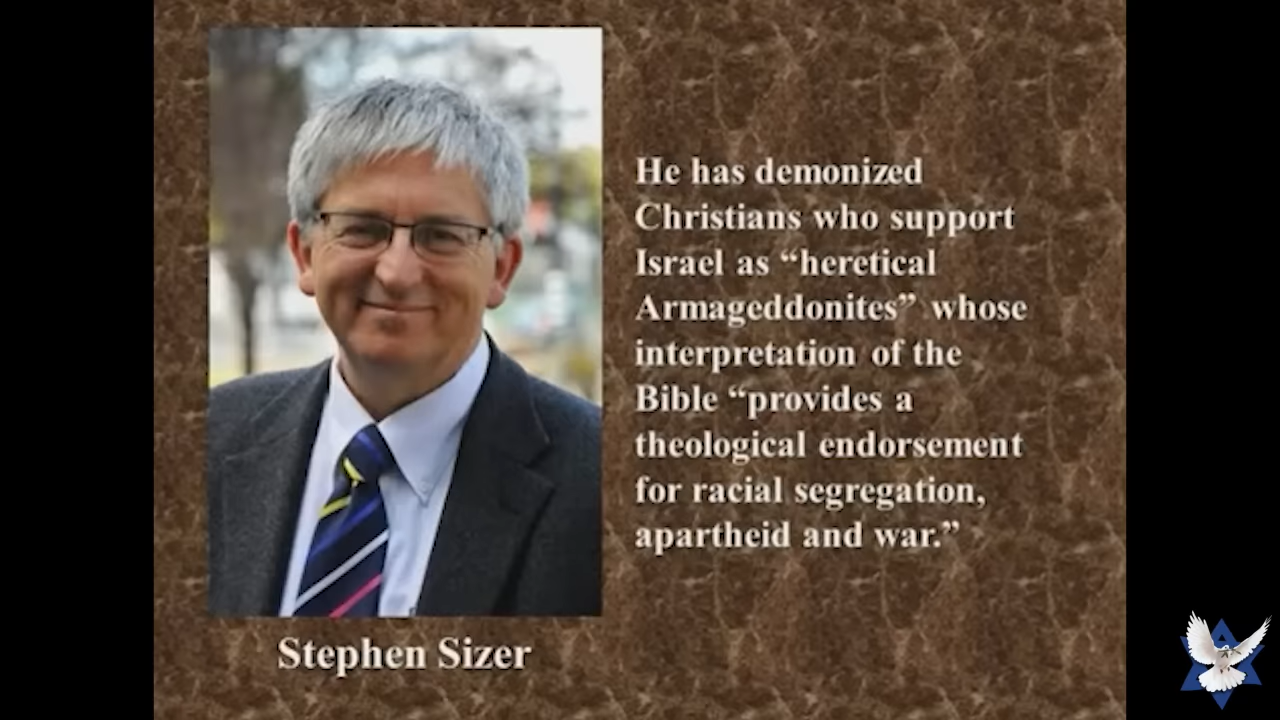 He has demonized
Christians who support
Israel as “heretical
Armageddonites” whose
interpretation of the
Bible “provides a
theological endorsement
for racial segregation,
apartheid and war.”
Stephen Sizer